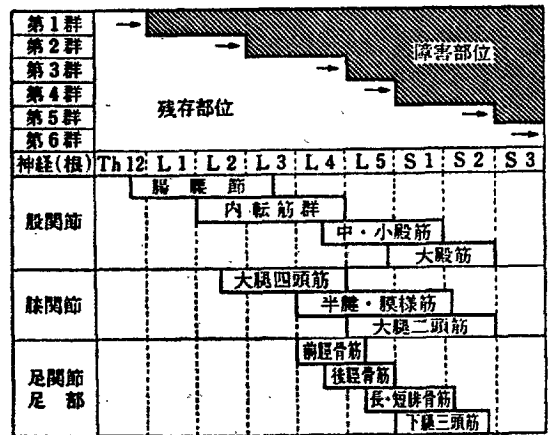 第1群
第2群
第3群
第4群
第5群
第6群
障害部位
残存部位
神経(根) Th12 L1 L2 L3 L4 L5 S1 S2 S3
股関節
腸腰節
内転筋群
中・小殿筋
大殿筋
膝関節
大腿四頭筋
半腱・膜様筋
大腿二頭筋
足関節
足部
前脛骨筋
後脛骨筋
長・短腓骨筋
下腿三頭筋